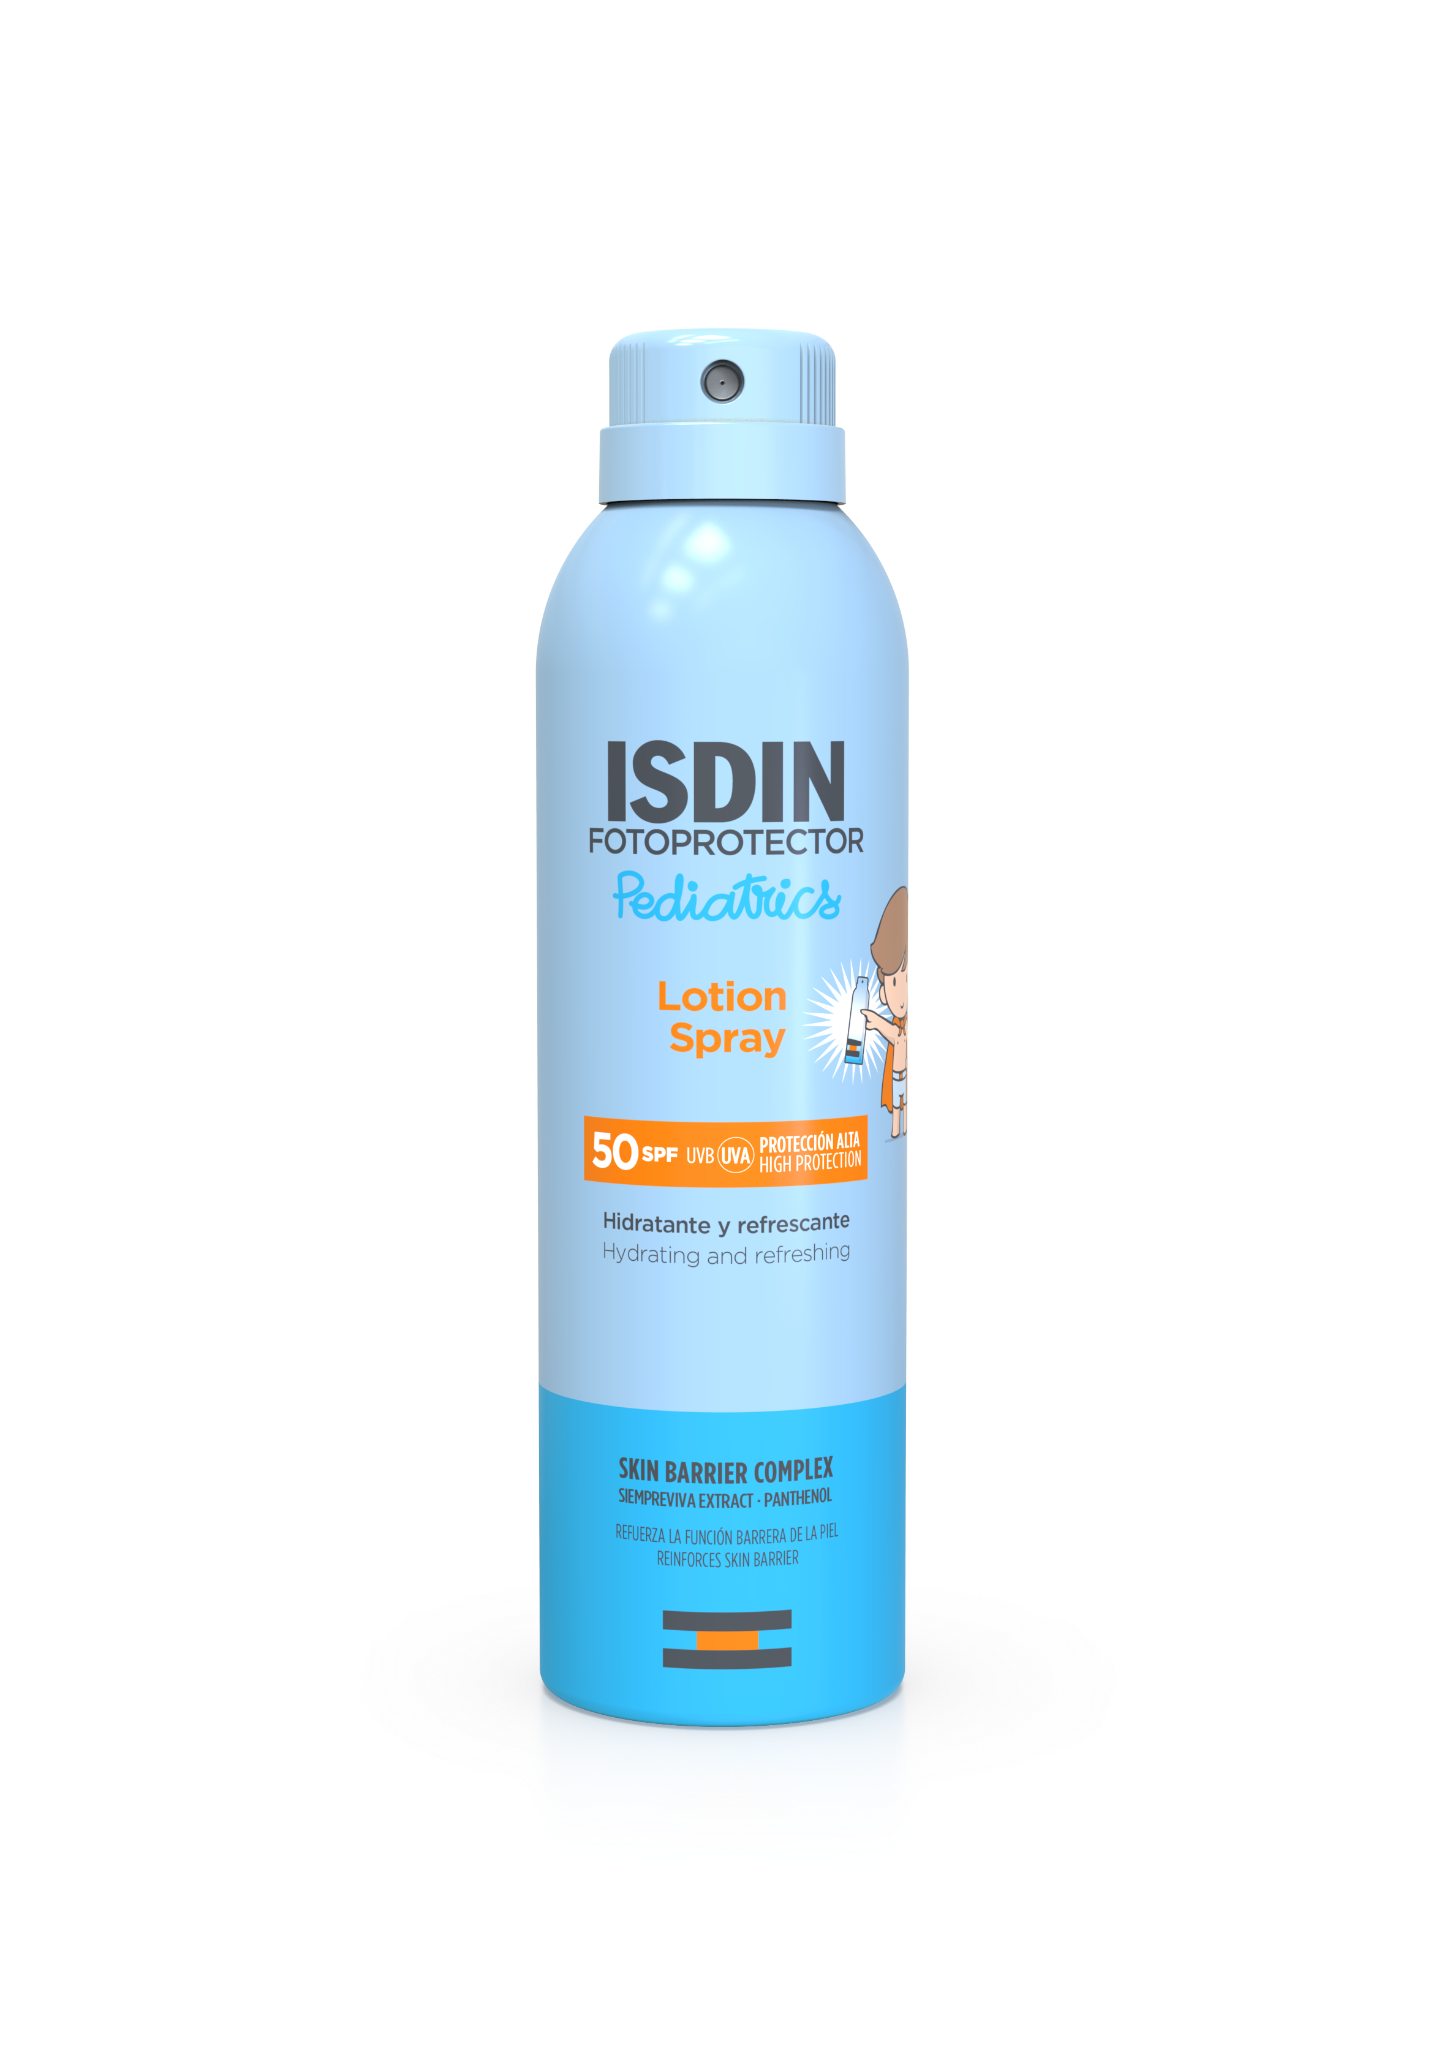 ISDIN
FOTOPROTECTOR
Pediatrics
Lotion
Spray
50 SPF UVB UVA PROTECCIÓN ALTA
HIGH PROTECTION
Hidratante y refrescante
Hydrating and refreshing
SKIN BARRIER COMPLEX
SIEMPREVIVA EXTRACT · PANTHENOL
REFUERZA LA FUNCIÓN BARRERA DE LA PIEL
REINFORCES SKIN BARRIER